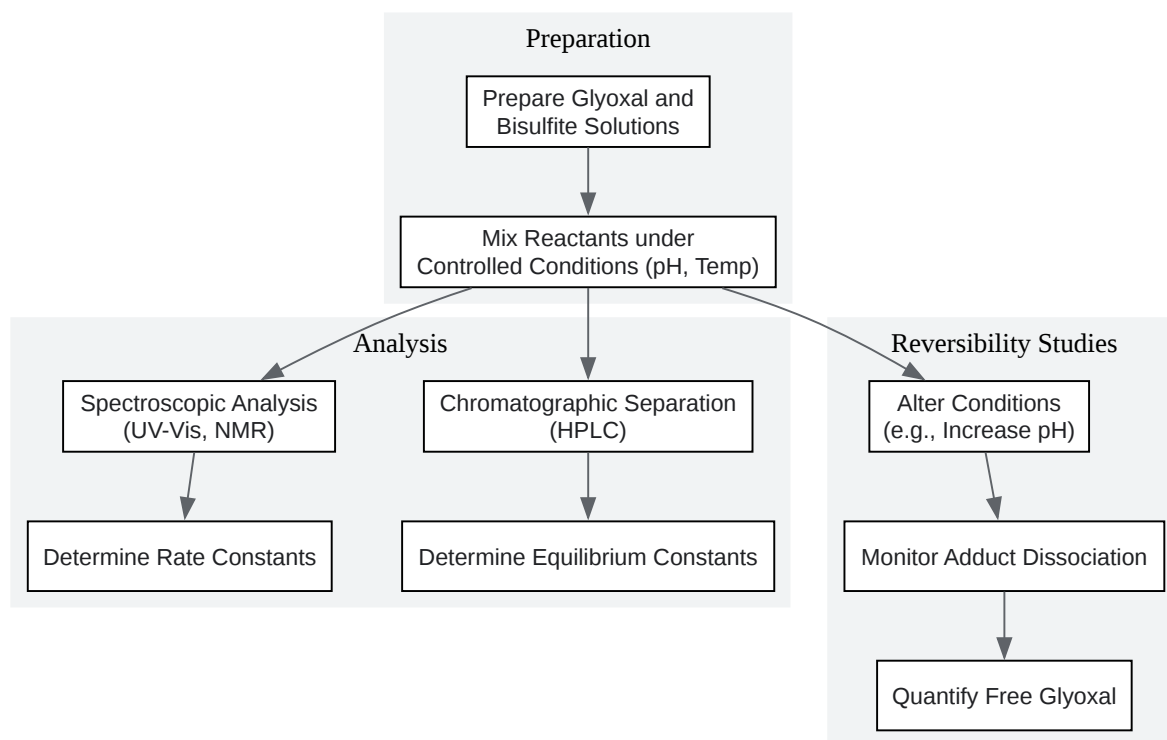 Preparation
Prepare Glyoxal and
Bisulfite Solutions
Mix Reactants under
Controlled Conditions (pH, Temp)
Analysis
Spectroscopic Analysis
(UV-Vis, NMR)
Determine Rate Constants
Chromatographic Separation
(HPLC)
Determine Equilibrium Constants
Reversibility Studies
Alter Conditions
(e.g., Increase pH)
Monitor Adduct Dissociation
Quantify Free Glyoxal